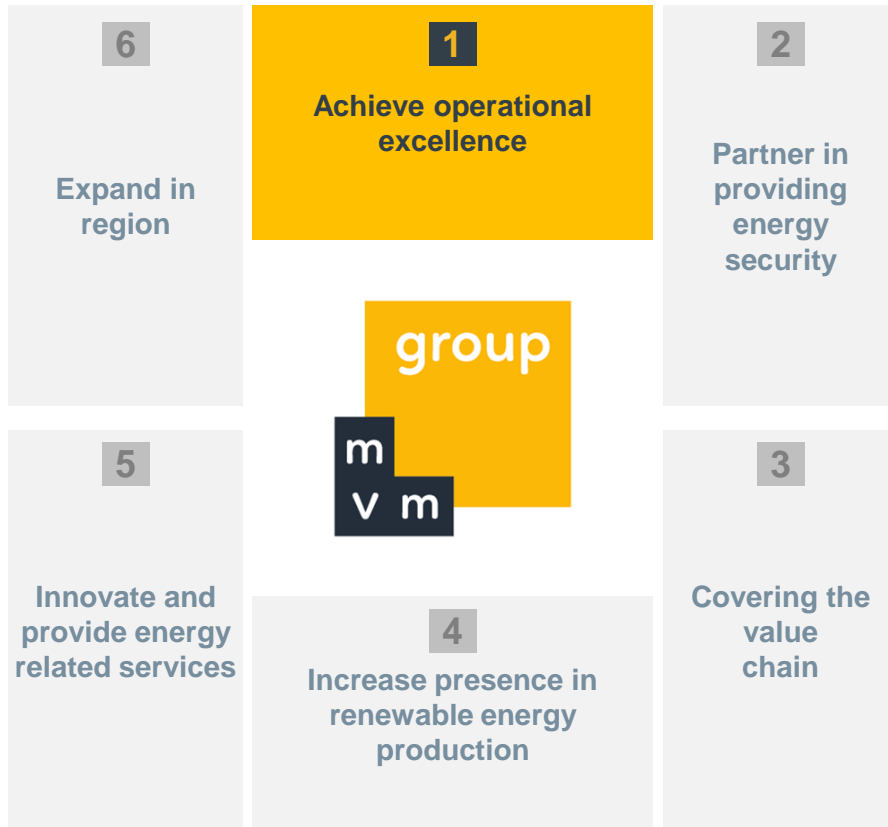 1
Achieve operational
excellence
2
Partner in
providing
energy
security
3
Covering the
value
chain
4
Increase presence in
renewable energy
production
5
Innovate and
provide energy
related services
6
Expand in
region
group
m
v m